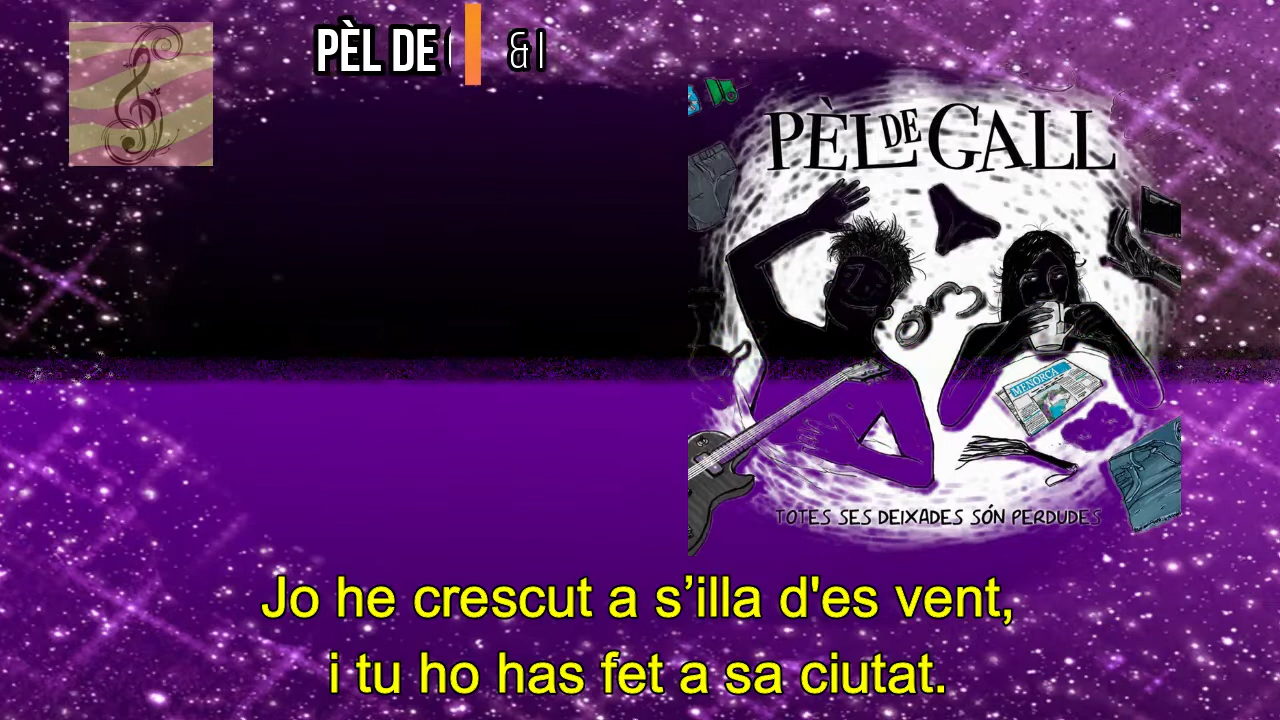 PÈL DE
&
PÈL DE GALL
MENORCA
TOTES SES DEIXADES SÓN PERDUDES
Jo he crescut a s’illa d'es vent,
i tu ho has fet a sa ciutat.